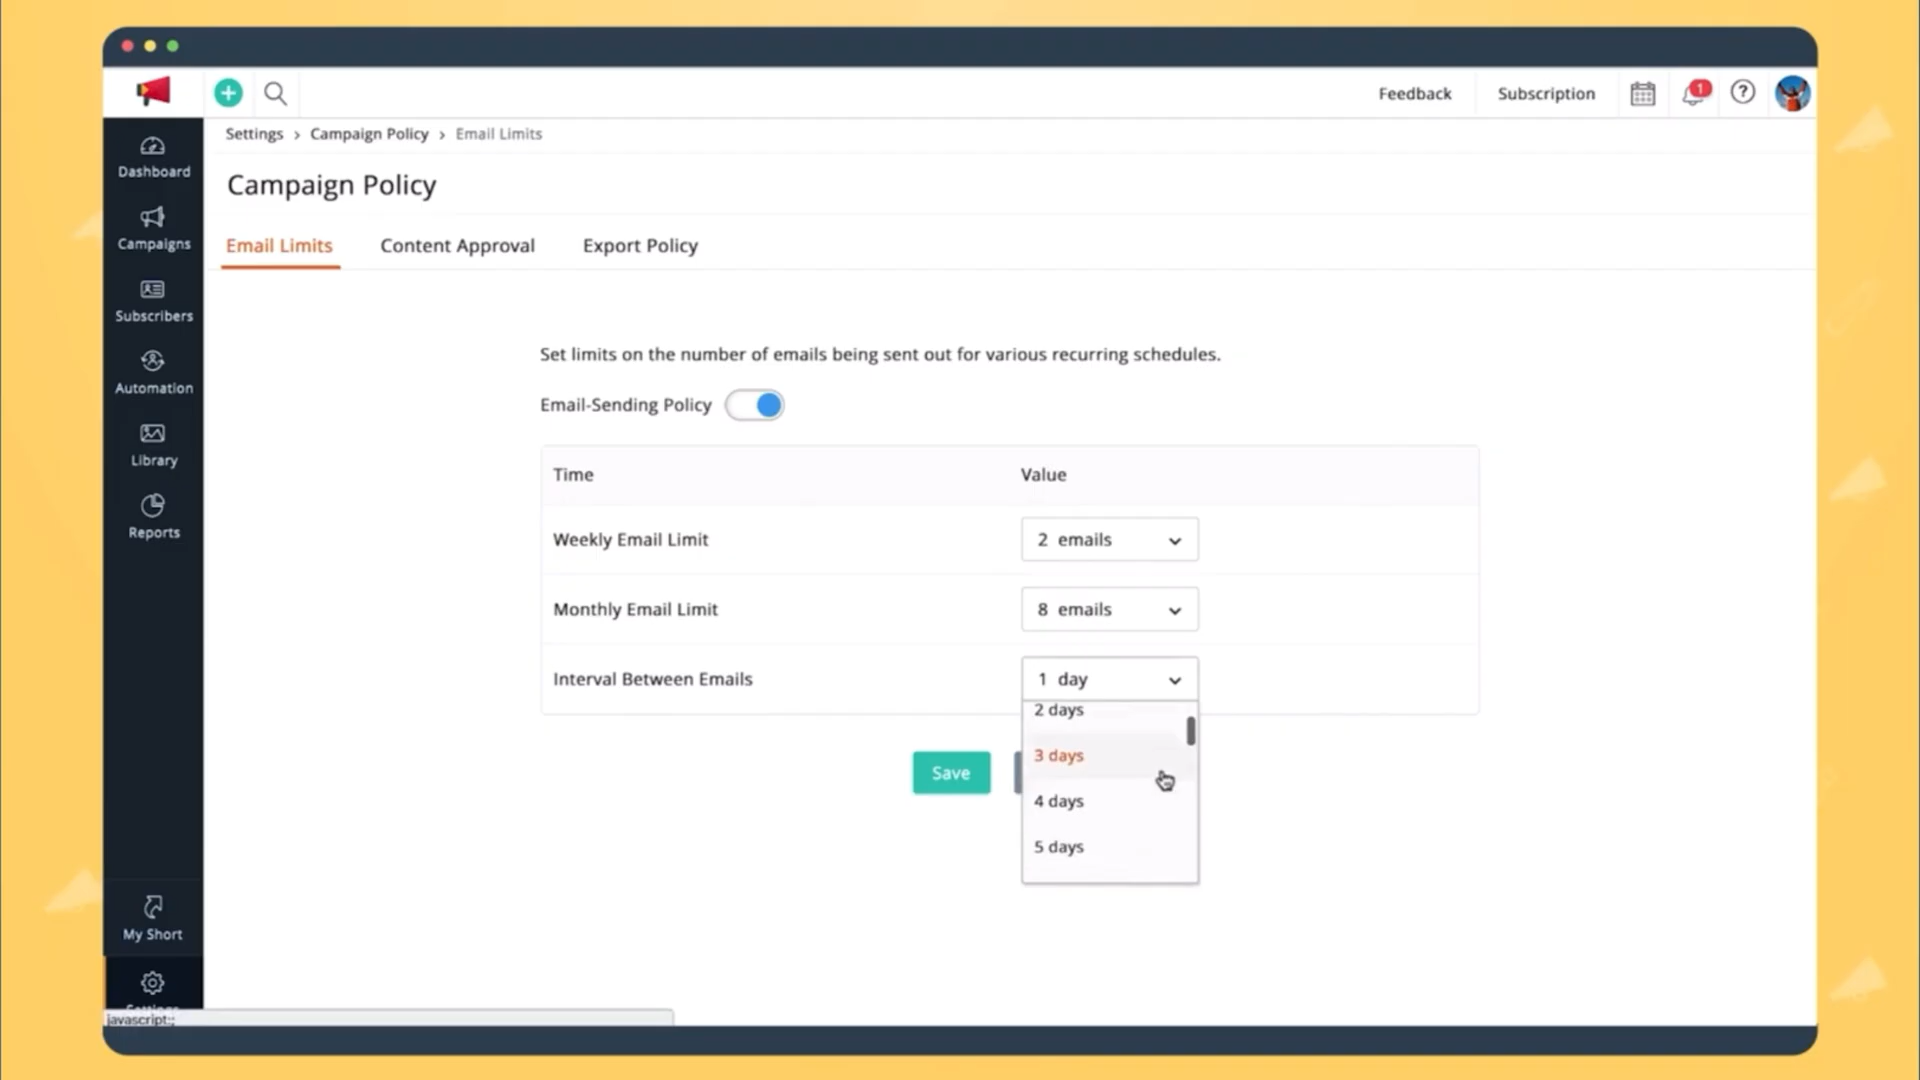 Feedback
Subscription
1
?
Settings › Campaign Policy › Email Limits
Dashboard
Campaign Policy
Campaigns
Email Limits
Content Approval
Export Policy
Subscribers
Set limits on the number of emails being sent out for various recurring schedules.
Automation
Email-Sending Policy
Library
Time
Value
Reports
Weekly Email Limit
2 emails
Monthly Email Limit
8 emails
Interval Between Emails
1 day
2 days
3 days
Save
4 days
5 days
My Short
Settings
javascript:;